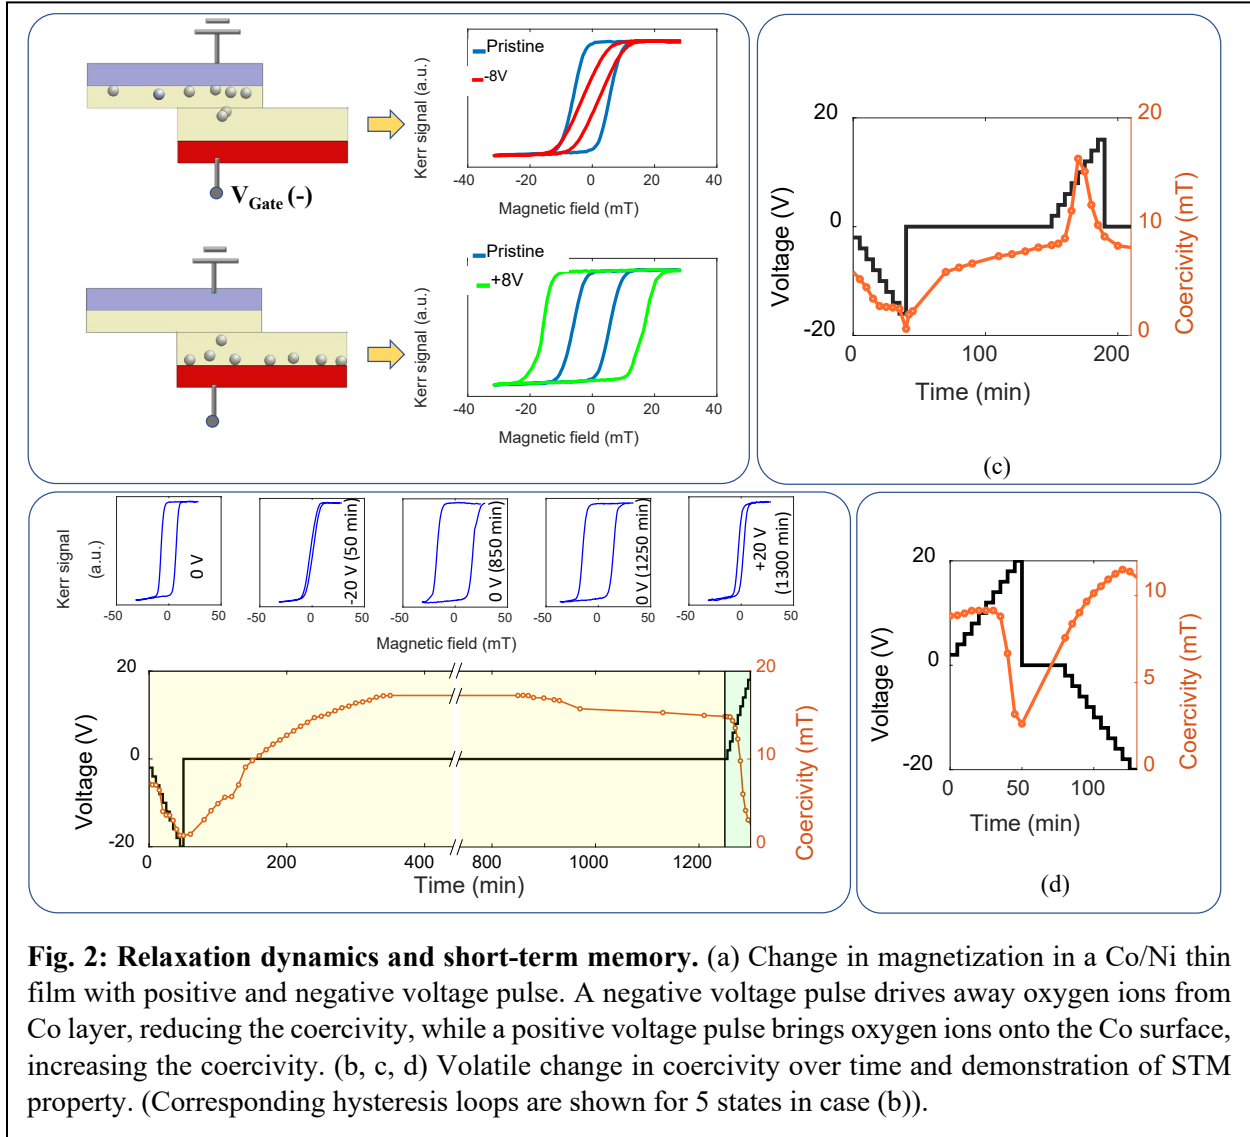 V_Gate (-)
Kerr signal (a.u.)
Pristine
-8V
-40
-20
0
20
40
Magnetic field (mT)
Kerr signal (a.u.)
Pristine
+8V
-40
-20
0
20
40
Magnetic field (mT)
Voltage (V)
20
0
-20
20
10
0
Coercivity (mT)
0
100
200
Time (min)
(c)
Kerr signal
(a.u.)
0 V
-20 V (50 min)
0 V (850 min)
0 V (1250 min)
+20 V
(1300 min)
-50 0 50
-50 0 50
-50 0 50
-50 0 50
-50 0 50
Magnetic field (mT)
Voltage (V)
20
0
-20
20
10
0
Coercivity (mT)
0 200 400 800 1000 1200
Time (min)
Voltage (V)
20
0
-20
10
5
0
Coercivity (mT)
0 50 100
Time (min)
(d)
Fig. 2: Relaxation dynamics and short-term memory. (a) Change in magnetization in a Co/Ni thin
film with positive and negative voltage pulse. A negative voltage pulse drives away oxygen ions from
Co layer, reducing the coercivity, while a positive voltage pulse brings oxygen ions onto the Co surface,
increasing the coercivity. (b, c, d) Volatile change in coercivity over time and demonstration of STM
property. (Corresponding hysteresis loops are shown for 5 states in case (b)).